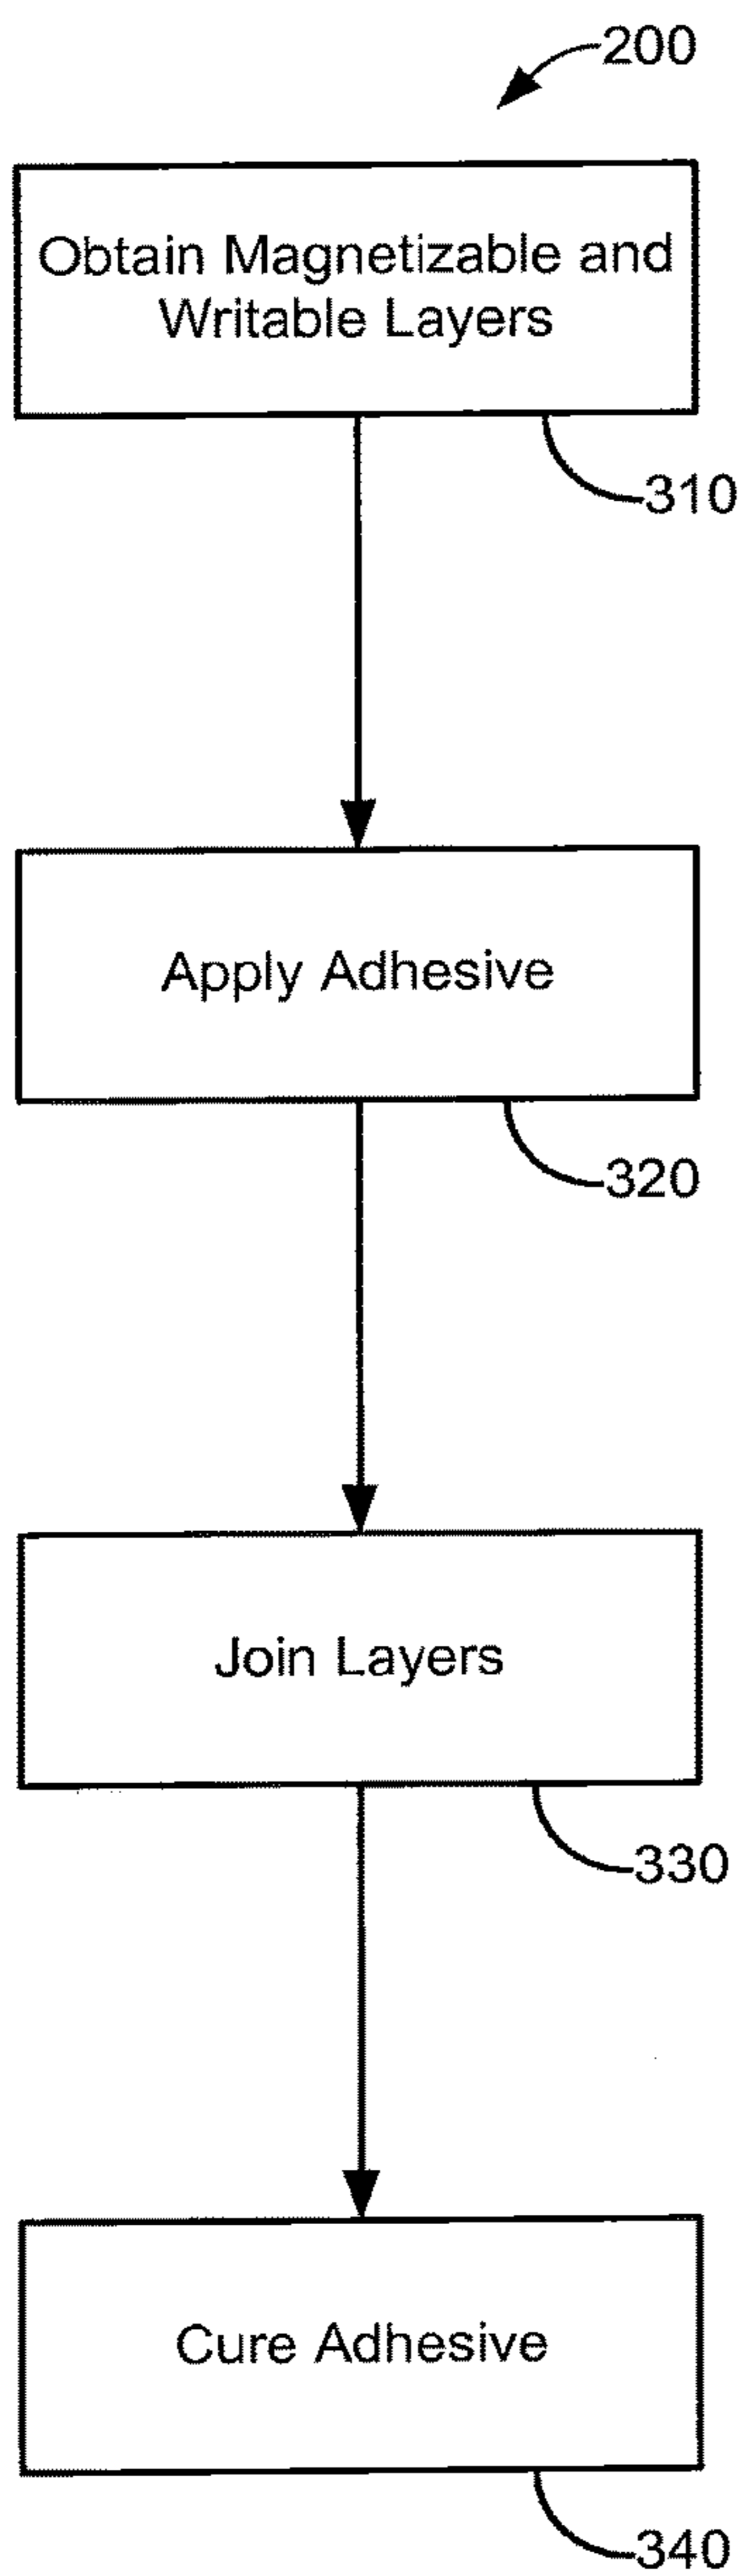 200
Obtain Magnetizable and
Writable Layers
310
Apply Adhesive
320
Join Layers
330
Cure Adhesive
340